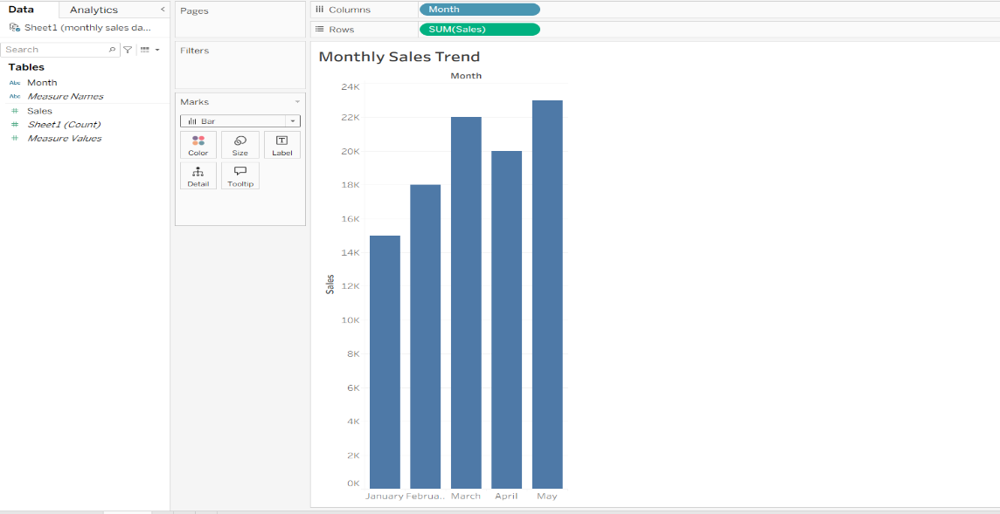 Data
Analytics
<
Sheet1 (monthly sales da...
Search
Tables
Abc Month
Abc Measure Names
# Sales
# Sheet1 (Count)
# Measure Values
Pages
Filters
Marks
Bar
Color
Size
T
Label
Detail
Tooltip
Columns
Month
Rows
SUM(Sales)
Monthly Sales Trend
Month
24K
22K
20K
18K
16K
14K
12K
10K
8K
6K
4K
2K
0K
Sales
January Februa.. March April May